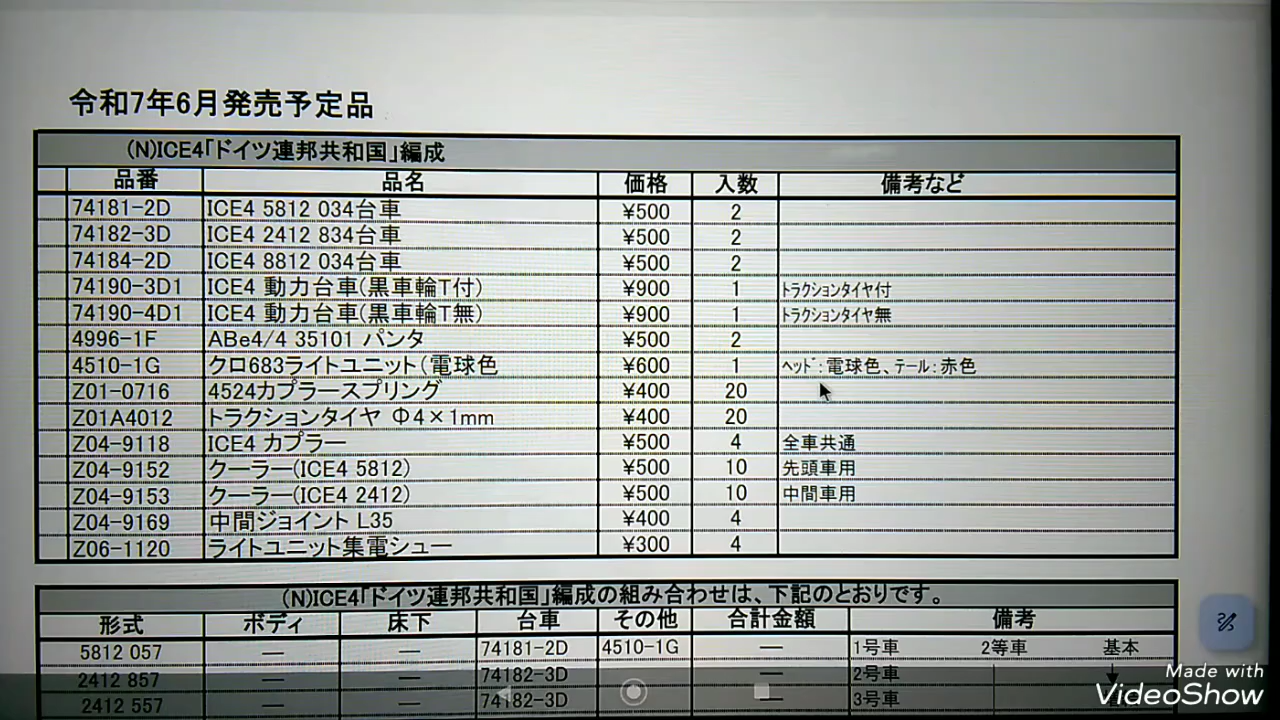 令和7年6月発売予定品
(N)ICE4「ドイツ連邦共和国」編成
品番 品名 価格 入数 備考など
74181-2D ICE4 5812 034台車 ¥500 2
74182-3D ICE4 2412 834台車 ¥500 2
74184-2D ICE4 8812 034台車 ¥500 2
74190-3D1 ICE4 動力台車(黒車輪T付) ¥900 1 トラクションタイヤ付
74190-4D1 ICE4 動力台車(黒車輪T無) ¥900 1 トラクションタイヤ無
4996-1F ABe4/4 35101 パンタ ¥500 2
4510-1G クロ683ライトユニット(電球色 ¥600 1 ヘッド:電球色、テール:赤色
Z01-0716 4524カプラースプリング ¥400 20
Z01A4012 トラクションタイヤ Φ4×1mm ¥400 20
Z04-9118 ICE4 カプラー ¥500 4 全車共通
Z04-9152 クーラー(ICE4 5812) ¥500 10 先頭車用
Z04-9153 クーラー(ICE4 2412) ¥500 10 中間車用
Z04-9169 中間ジョイント L35 ¥400 4
Z06-1120 ライトユニット集電シュー ¥300 4
(N)ICE4「ドイツ連邦共和国」編成の組み合わせは、下記のとおりです。
形式 ボディ 床下 台車 その他 合計金額 備考
5812 057 — — 74181-2D 4510-1G — 1号車 2等車 基本
2412 857 — — 74182-3D — 2号車
2412 557 — — 74182-3D — 3号車
Made with
VideoShow